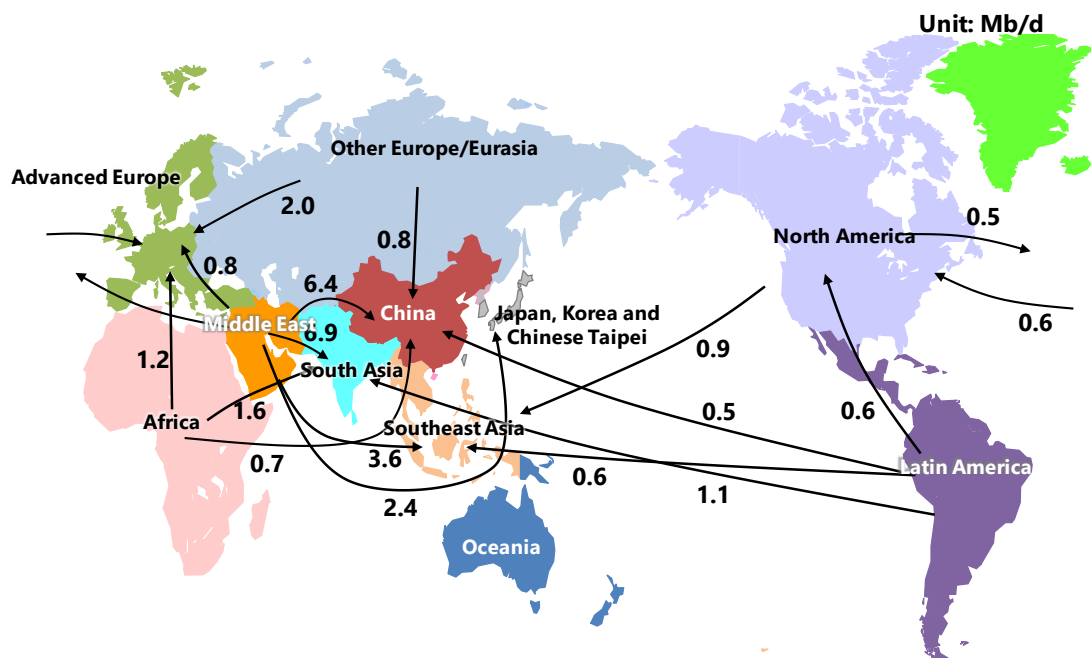 Unit: Mb/d
Other Europe/Eurasia
Advanced Europe
2.0
0.5
North America
0.8
0.8
6.4
Middle East
China
Japan, Korea and
Chinese Taipei
0.6
6.9
0.9
1.2
South Asia
1.6
0.5
0.6
Africa
Southeast Asia
0.7
3.6
0.6
Latin America
2.4
1.1
Oceania